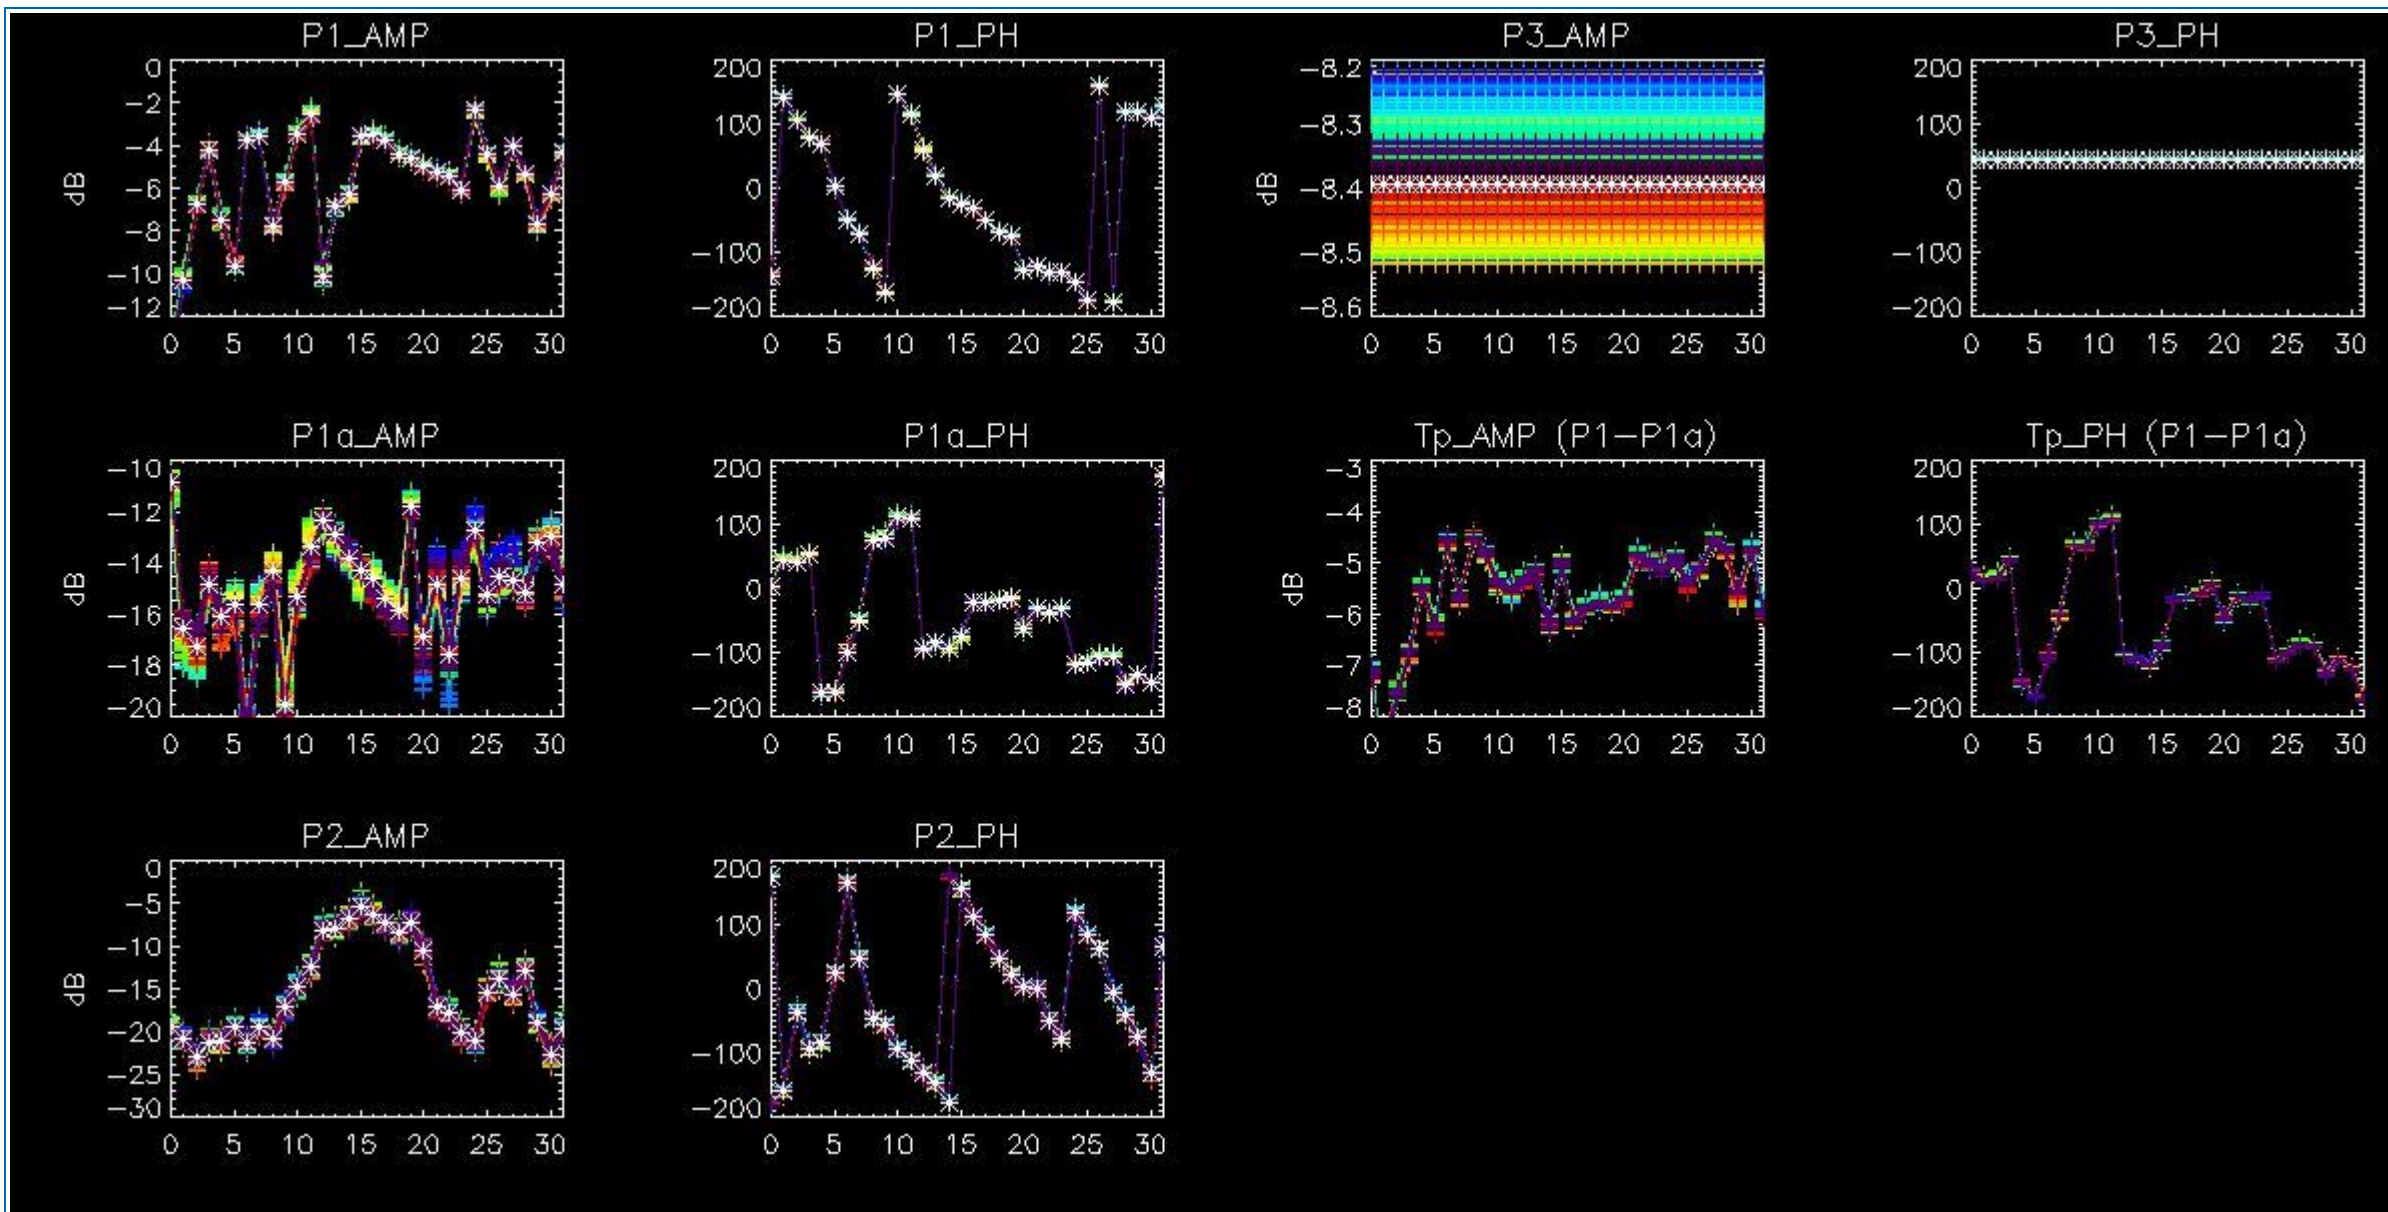 P1_AMP P1_PH P3_AMP P3_PH
0 200 -8.2 200
-2 100 -8.3 100
-4 0 -8.4 0
-6 -100 -8.5 -100
-8 -200 -8.6 -200
-10
-12
dB dB
0 5 10 15 20 25 30 0 5 10 15 20 25 30 0 5 10 15 20 25 30 0 5 10 15 20 25 30
P1a_AMP P1a_PH Tp_AMP (P1-P1a) Tp_PH (P1-P1a)
-10 200 -3 200
-12 100 -4 100
-14 0 -5 0
-16 -100 -6 -100
-18 -200 -7 -200
-20 -8
dB dB
0 5 10 15 20 25 30 0 5 10 15 20 25 30 0 5 10 15 20 25 30 0 5 10 15 20 25 30
P2_AMP P2_PH
0 200
-5 100
-10 0
-15 -100
-20 -200
-25
-30
dB
0 5 10 15 20 25 30 0 5 10 15 20 25 30